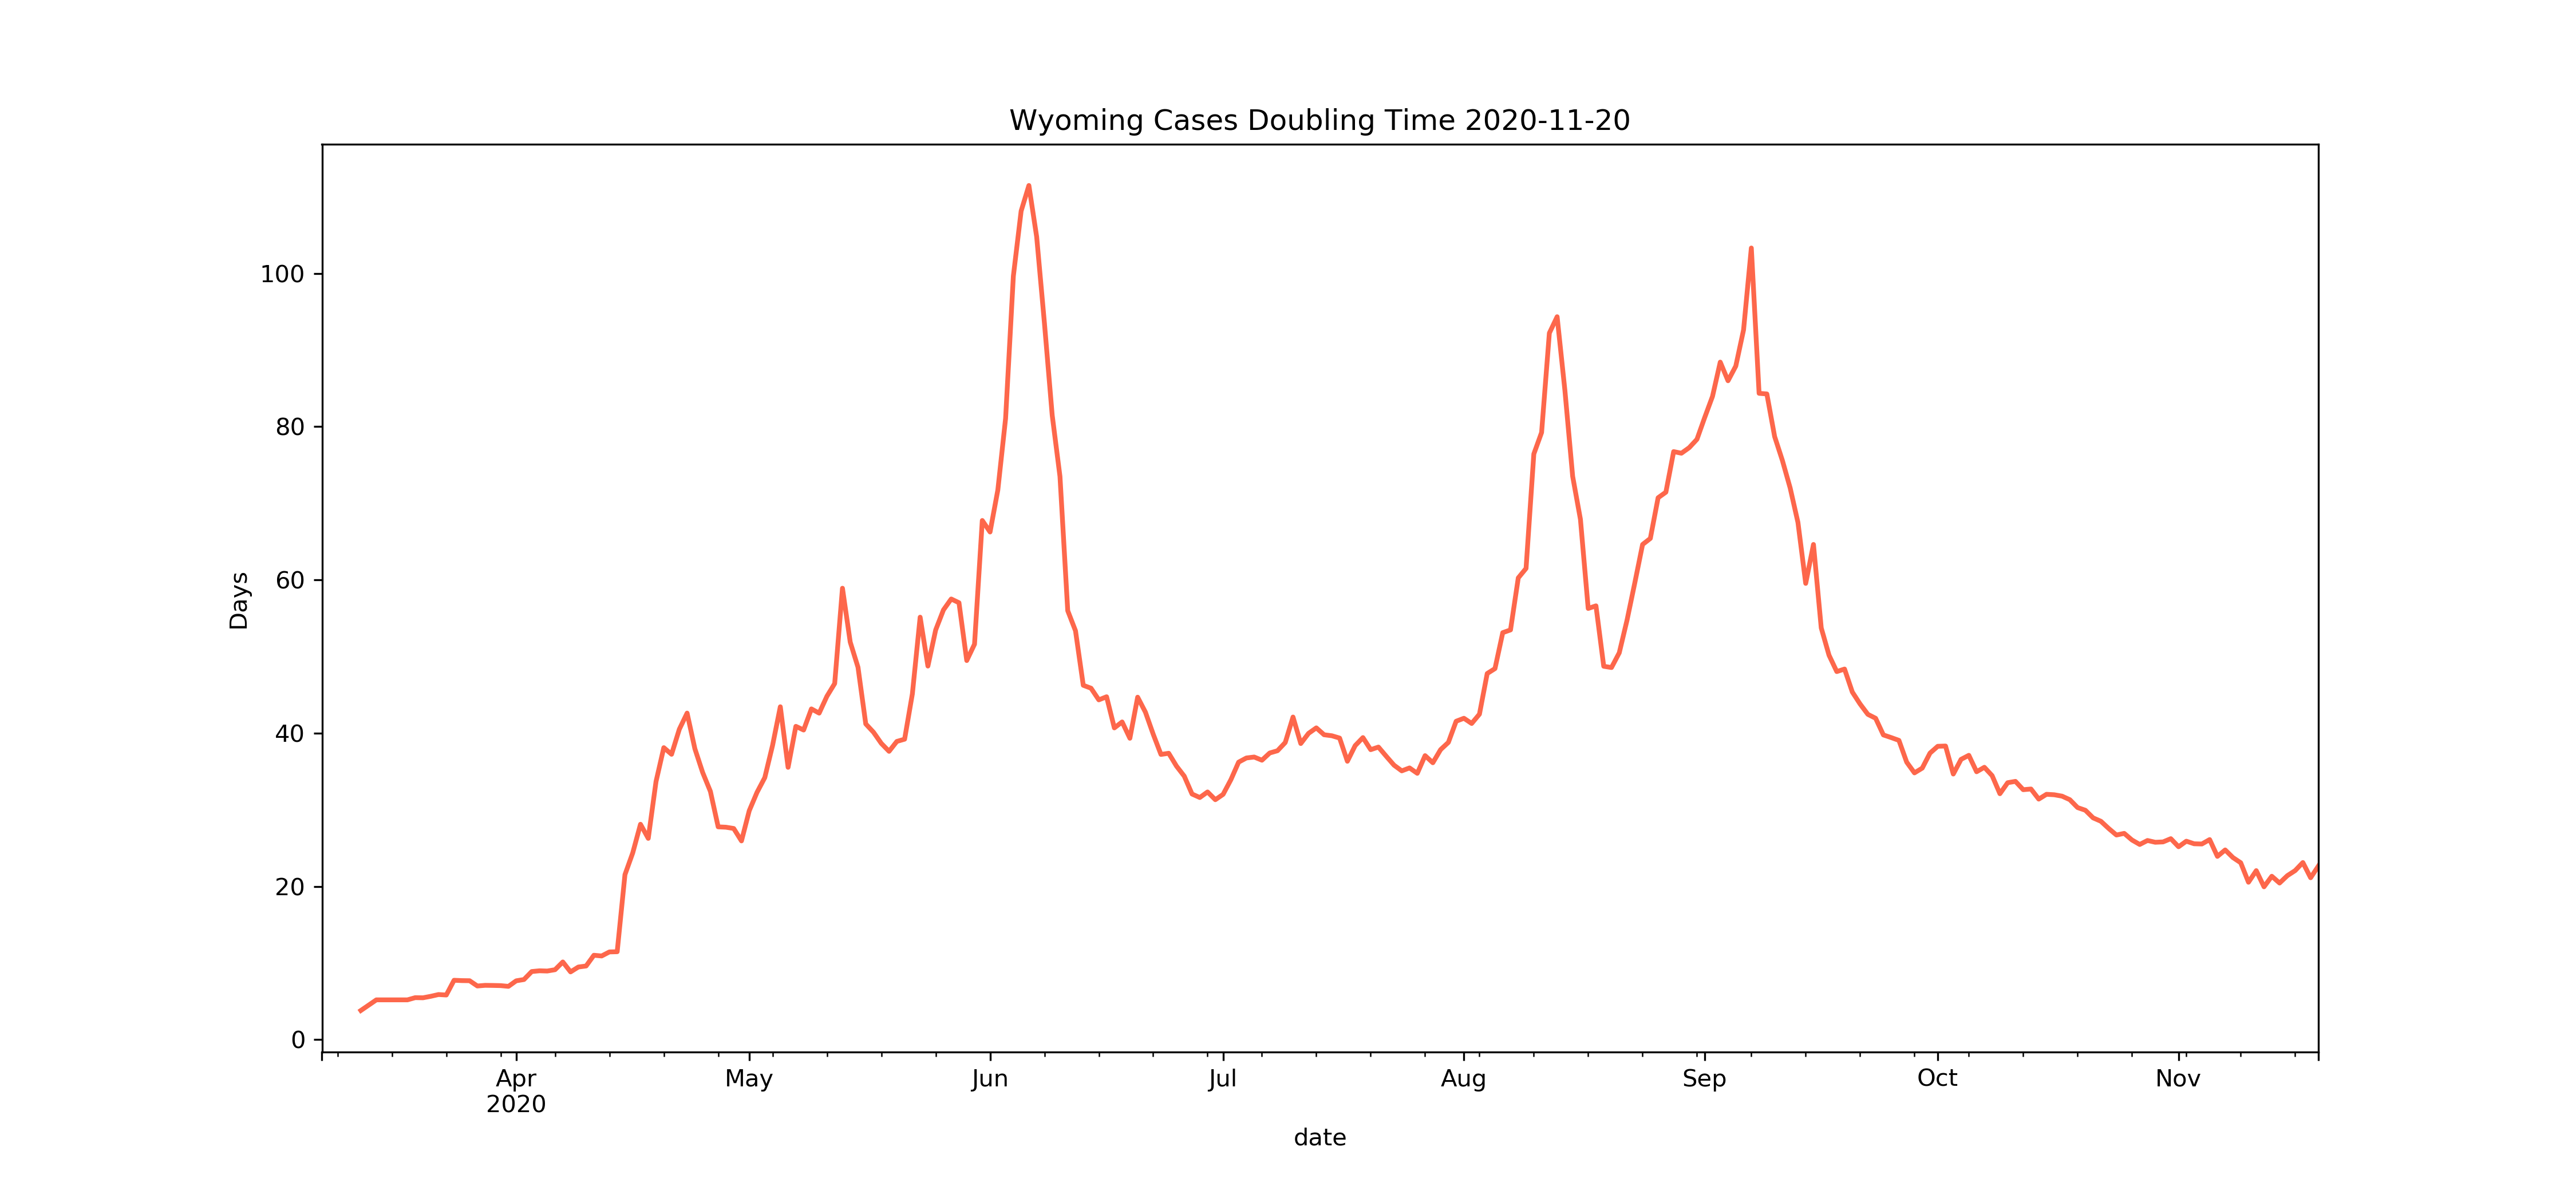 Wyoming Cases Doubling Time 2020-11-20
Days
100
80
60
40
20
0
Apr May Jun Jul Aug Sep Oct Nov
2020
date